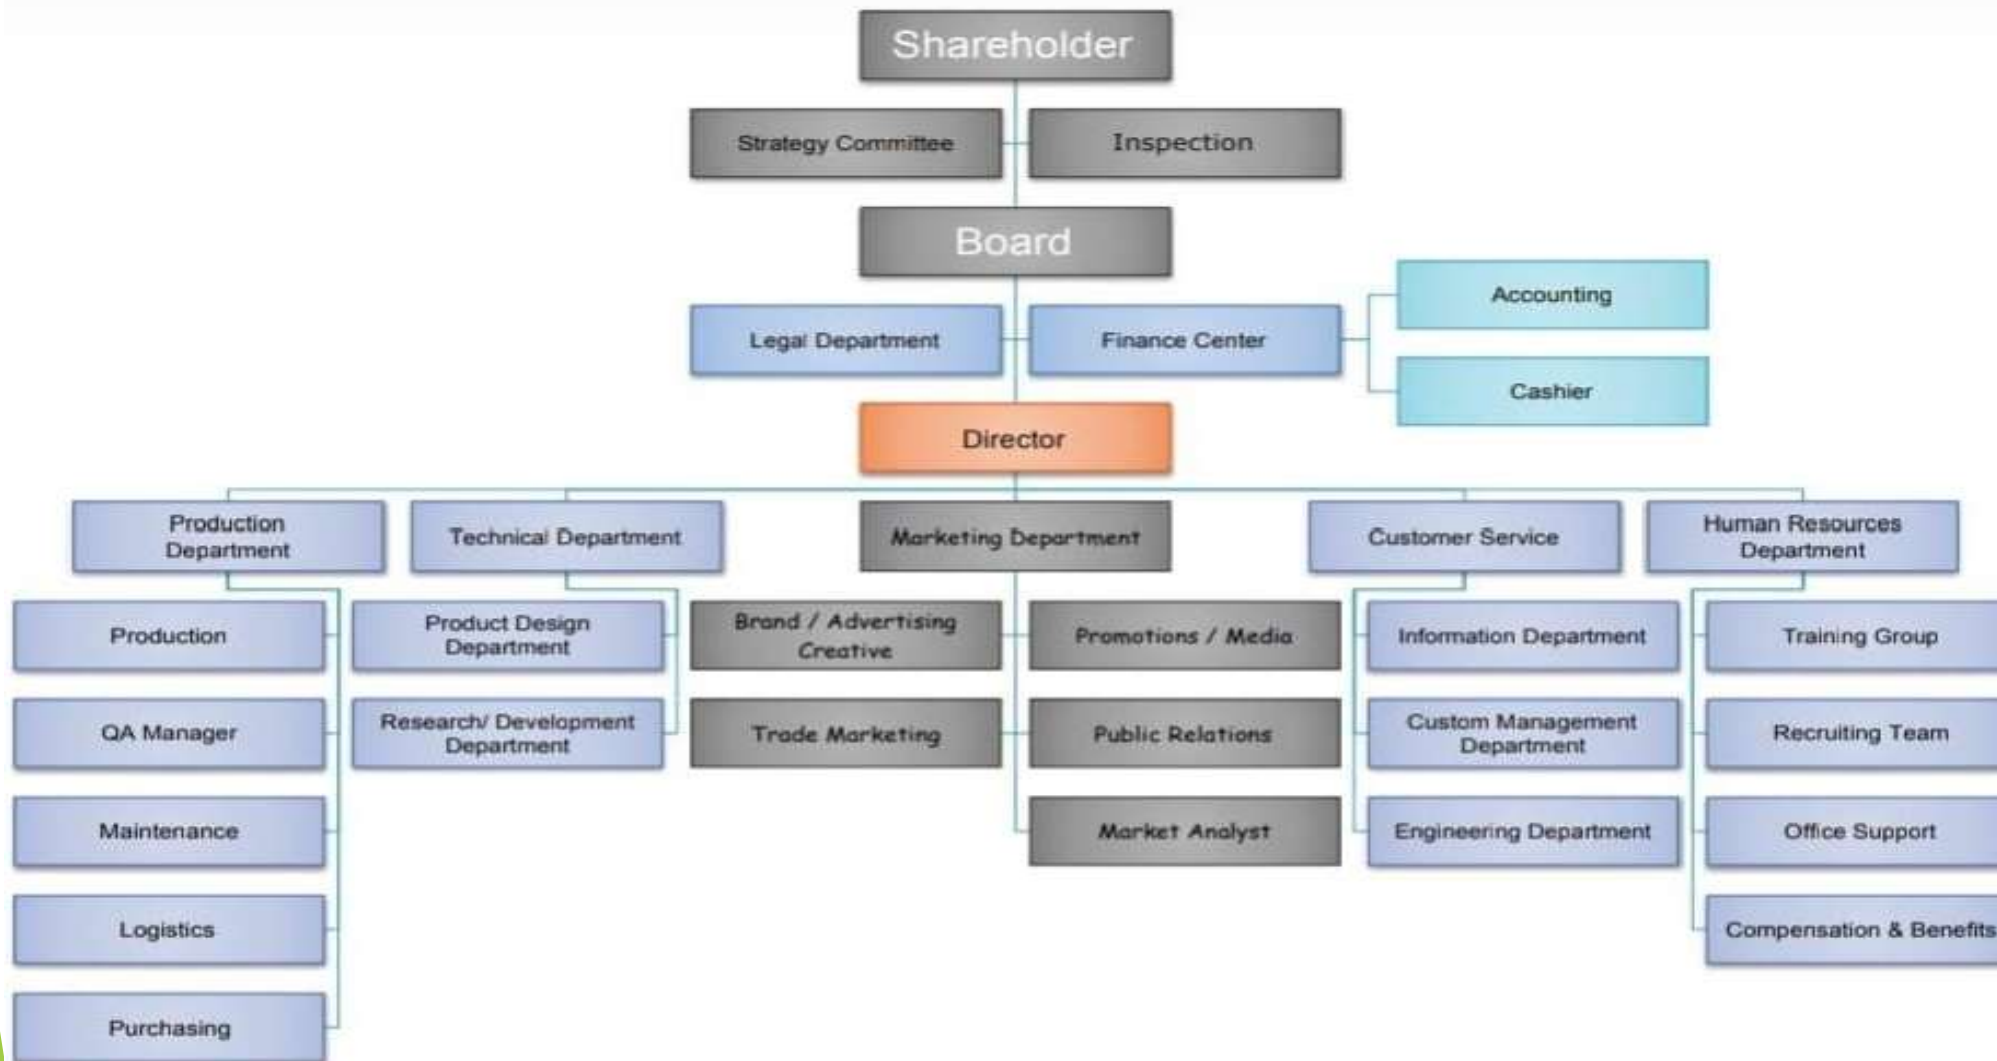 Shareholder
Strategy Committee
Inspection
Board
Legal Department
Finance Center
Accounting
Cashier
Director
Production
Department
Technical Department
Marketing Department
Customer Service
Human Resources
Department
Production
QA Manager
Maintenance
Logistics
Purchasing
Product Design
Department
Research/ Development
Department
Brand / Advertising
Creative
Trade Marketing
Promotions / Media
Public Relations
Market Analyst
Information Department
Custom Management
Department
Engineering Department
Training Group
Recruiting Team
Office Support
Compensation & Benefits